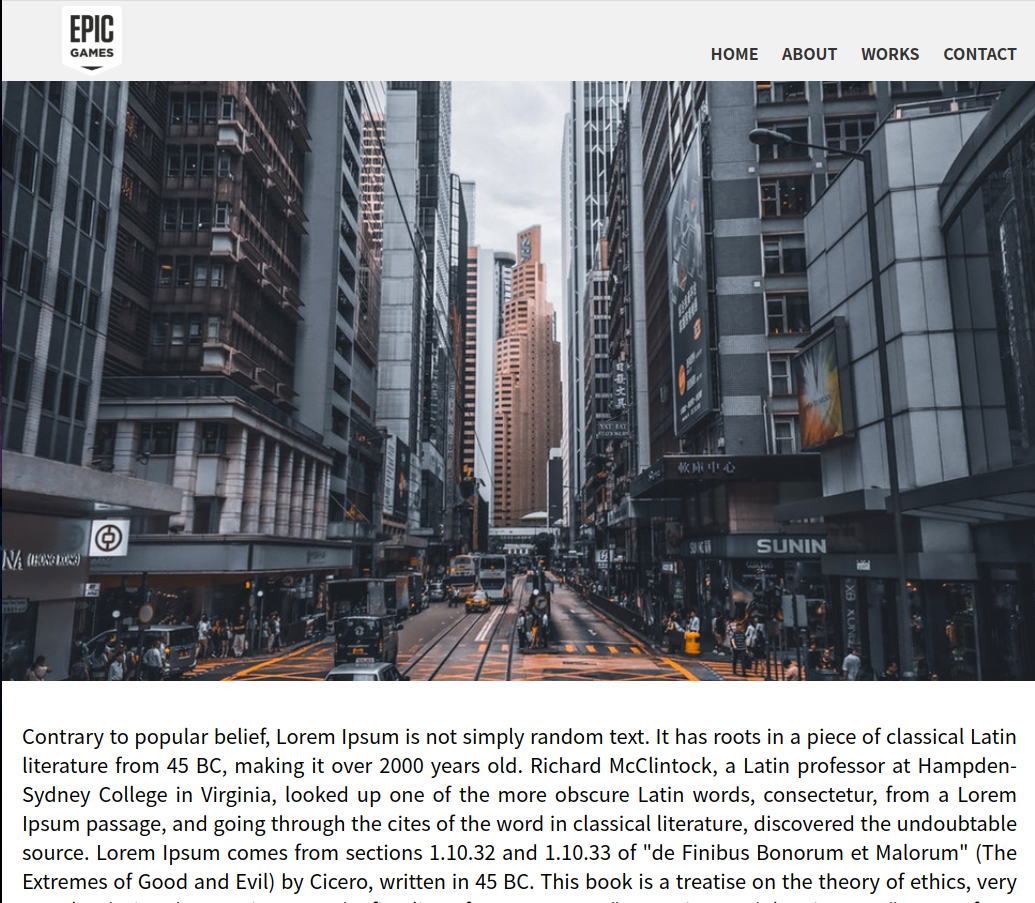 EPIC
GAMES
HOME ABOUT WORKS CONTACT
(HONG KONG)
SUNIN
Contrary to popular belief, Lorem Ipsum is not simply random text. It has roots in a piece of classical Latin
literature from 45 BC, making it over 2000 years old. Richard McClintock, a Latin professor at Hampden-
Sydney College in Virginia, looked up one of the more obscure Latin words, consectetur, from a Lorem
Ipsum passage, and going through the cites of the word in classical literature, discovered the undoubtable
source. Lorem Ipsum comes from sections 1.10.32 and 1.10.33 of "de Finibus Bonorum et Malorum" (The
Extremes of Good and Evil) by Cicero, written in 45 BC. This book is a treatise on the theory of ethics, very